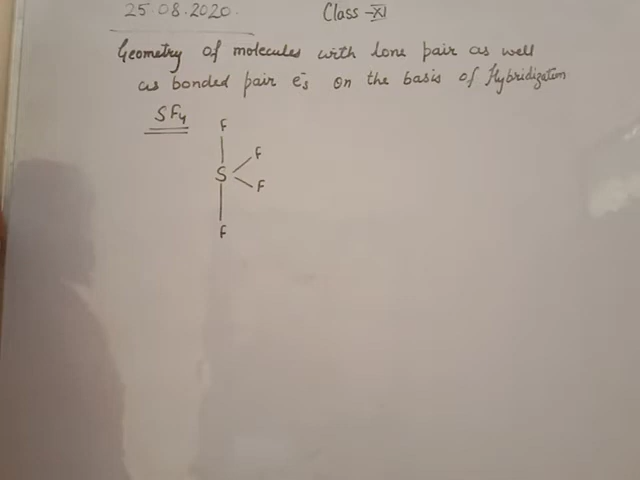 25.08.2020. Class - XI
Geometry of molecules with lone pair as well
as bonded pair e⁻s on the basis of Hybridization
SF₄
F
F
S
F
F